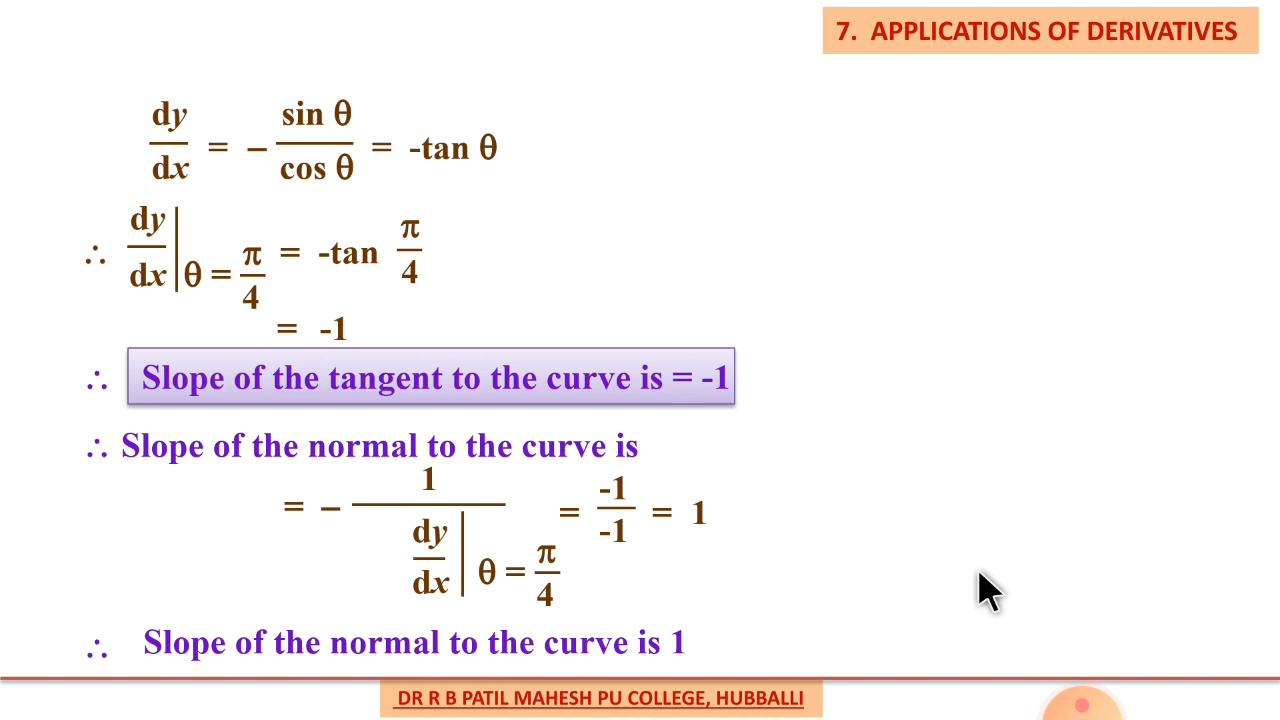 7. APPLICATIONS OF DERIVATIVES
dy/dx = – sin θ/cos θ = -tan θ
∴ dy/dx | θ = π/4 = -tan π/4
= -1
∴ Slope of the tangent to the curve is = -1
∴ Slope of the normal to the curve is
= – 1/(dy/dx | θ = π/4) = -1/-1 = 1
∴ Slope of the normal to the curve is 1
DR R B PATIL MAHESH PU COLLEGE, HUBBALLI